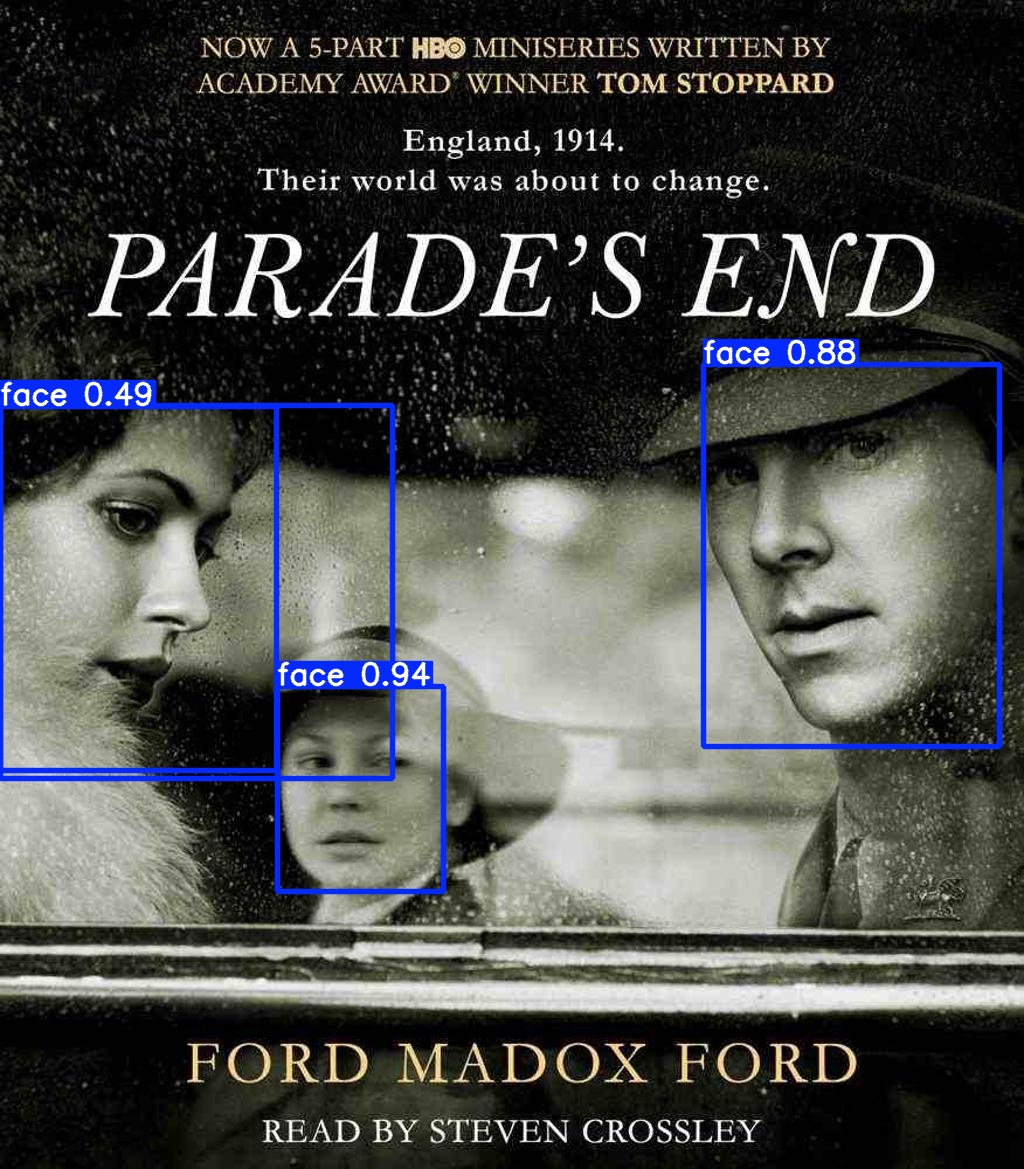 NOW A 5-PART HBO MINISERIES WRITTEN BY
ACADEMY AWARD® WINNER TOM STOPPARD
England, 1914.
Their world was about to change.
PARADE'S END
face 0.88
face 0.49
face 0.94
FORD MADOX FORD
READ BY STEVEN CROSSLEY